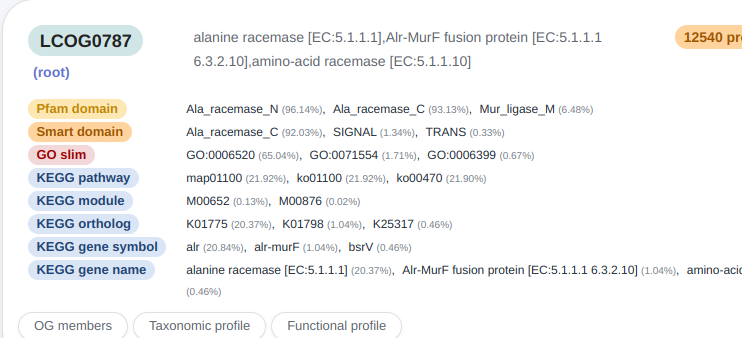 LCOG0787
(root)
alanine racemase [EC:5.1.1.1],Alr-MurF fusion protein [EC:5.1.1.1
6.3.2.10],amino-acid racemase [EC:5.1.1.10]
12540 pr
Pfam domain Ala_racemase_N (96.14%), Ala_racemase_C (93.13%), Mur_ligase_M (6.48%)
Smart domain Ala_racemase_C (92.03%), SIGNAL (1.34%), TRANS (0.33%)
GO slim GO:0006520 (65.04%), GO:0071554 (1.71%), GO:0006399 (0.67%)
KEGG pathway map01100 (21.92%), ko01100 (21.92%), ko00470 (21.90%)
KEGG module M00652 (0.13%), M00876 (0.02%)
KEGG ortholog K01775 (20.37%), K01798 (1.04%), K25317 (0.46%)
KEGG gene symbol alr (20.84%), alr-murF (1.04%), bsrV (0.46%)
KEGG gene name alanine racemase [EC:5.1.1.1] (20.37%), Alr-MurF fusion protein [EC:5.1.1.1 6.3.2.10] (1.04%), amino-acid
(0.46%)
OG members Taxonomic profile Functional profile